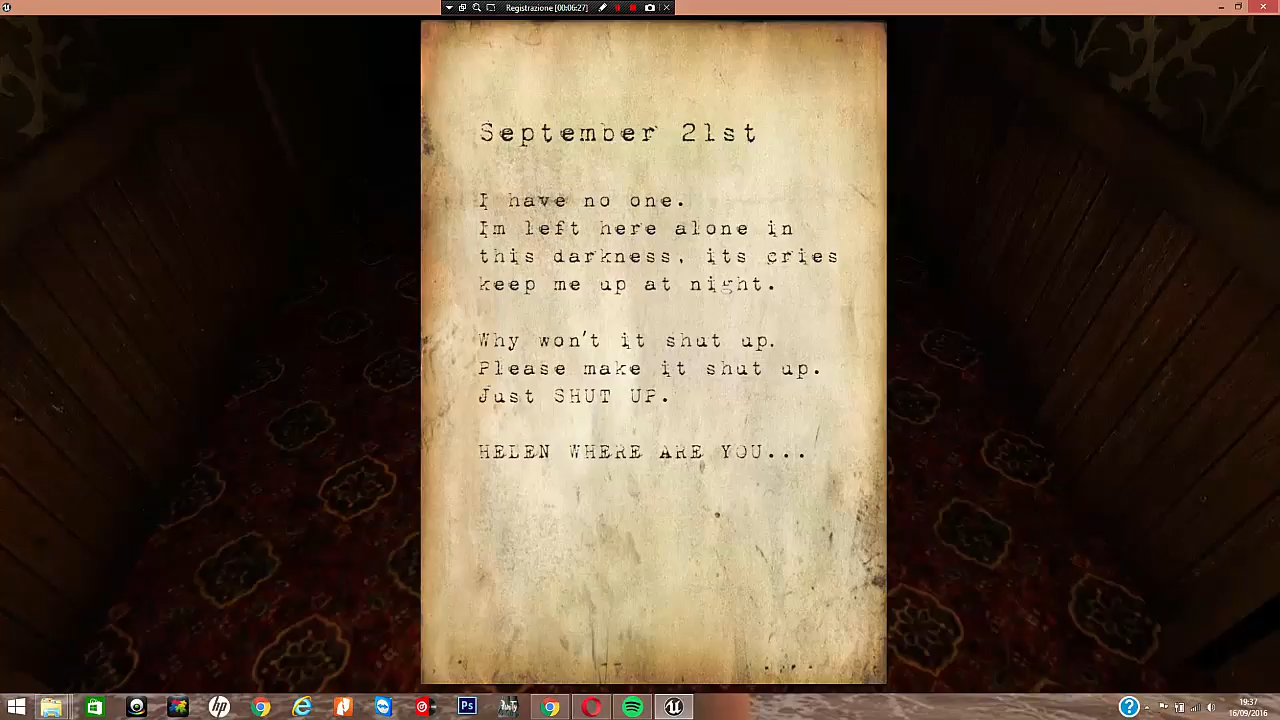 Registrazione [00:06:27]
September 21st
I have no one.
Im left here alone in
this darkness, its cries
keep me up at night.
Why won't it shut up.
Please make it shut up.
Just SHUT UP.
HELEN WHERE ARE YOU...
hp
Ps
19:37
16/09/2016